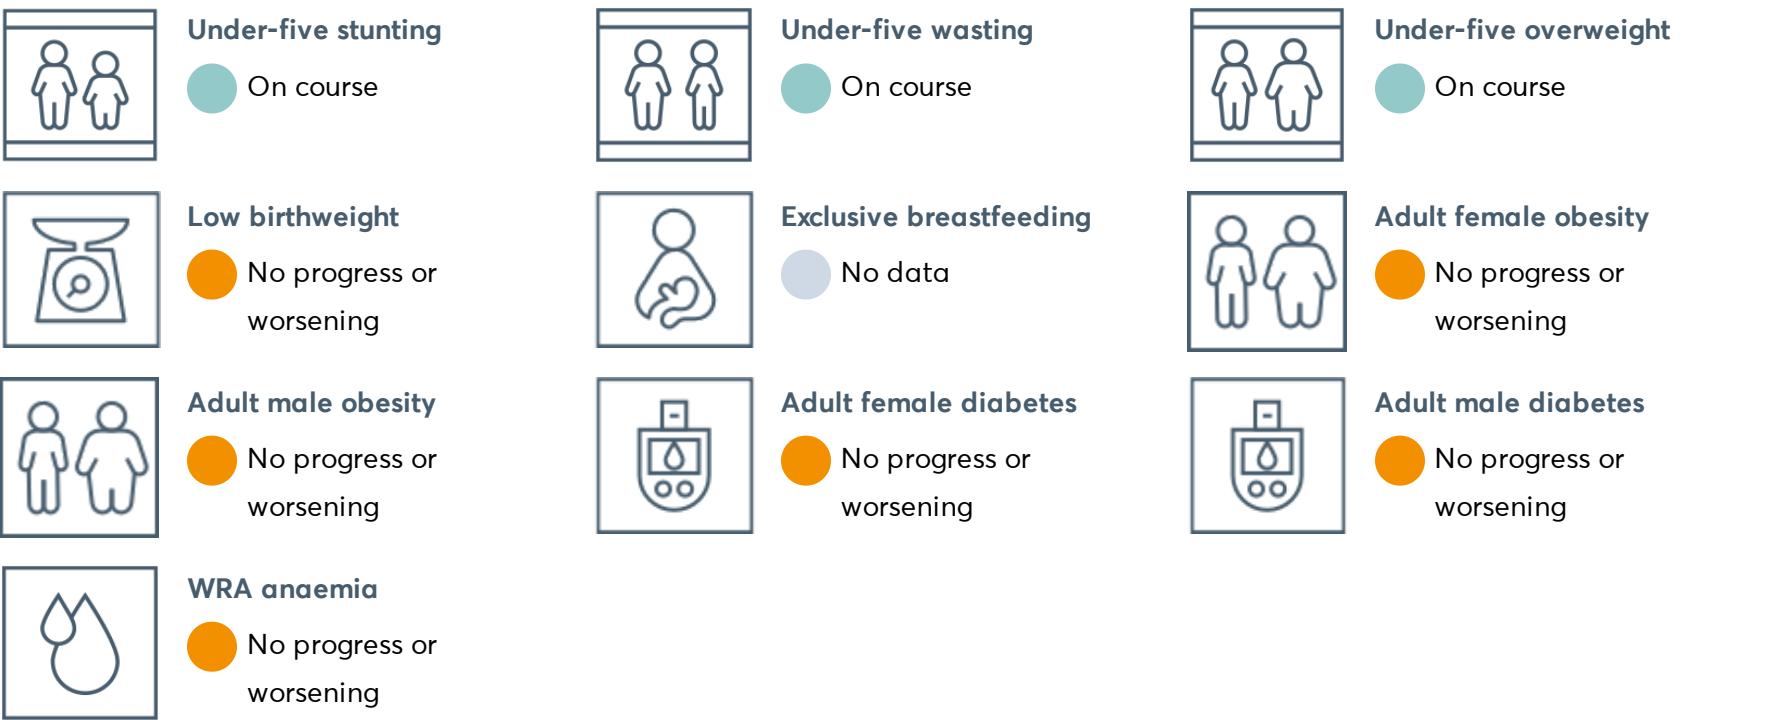 Under-five stunting
On course
Under-five wasting
On course
Under-five overweight
On course
Low birthweight
No progress or
worsening
Exclusive breastfeeding
No data
Adult female obesity
No progress or
worsening
Adult male obesity
No progress or
worsening
Adult female diabetes
No progress or
worsening
Adult male diabetes
No progress or
worsening
WRA anaemia
No progress or
worsening